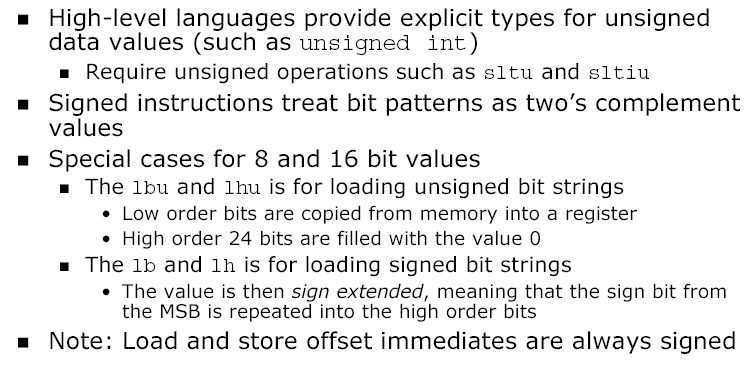 ▪ High-level languages provide explicit types for unsigned
data values (such as unsigned int)
▪ Require unsigned operations such as sltu and sltiu
▪ Signed instructions treat bit patterns as two's complement
values
▪ Special cases for 8 and 16 bit values
▪ The lbu and lhu is for loading unsigned bit strings
• Low order bits are copied from memory into a register
• High order 24 bits are filled with the value 0
▪ The lb and lh is for loading signed bit strings
• The value is then sign extended, meaning that the sign bit from
the MSB is repeated into the high order bits
▪ Note: Load and store offset immediates are always signed